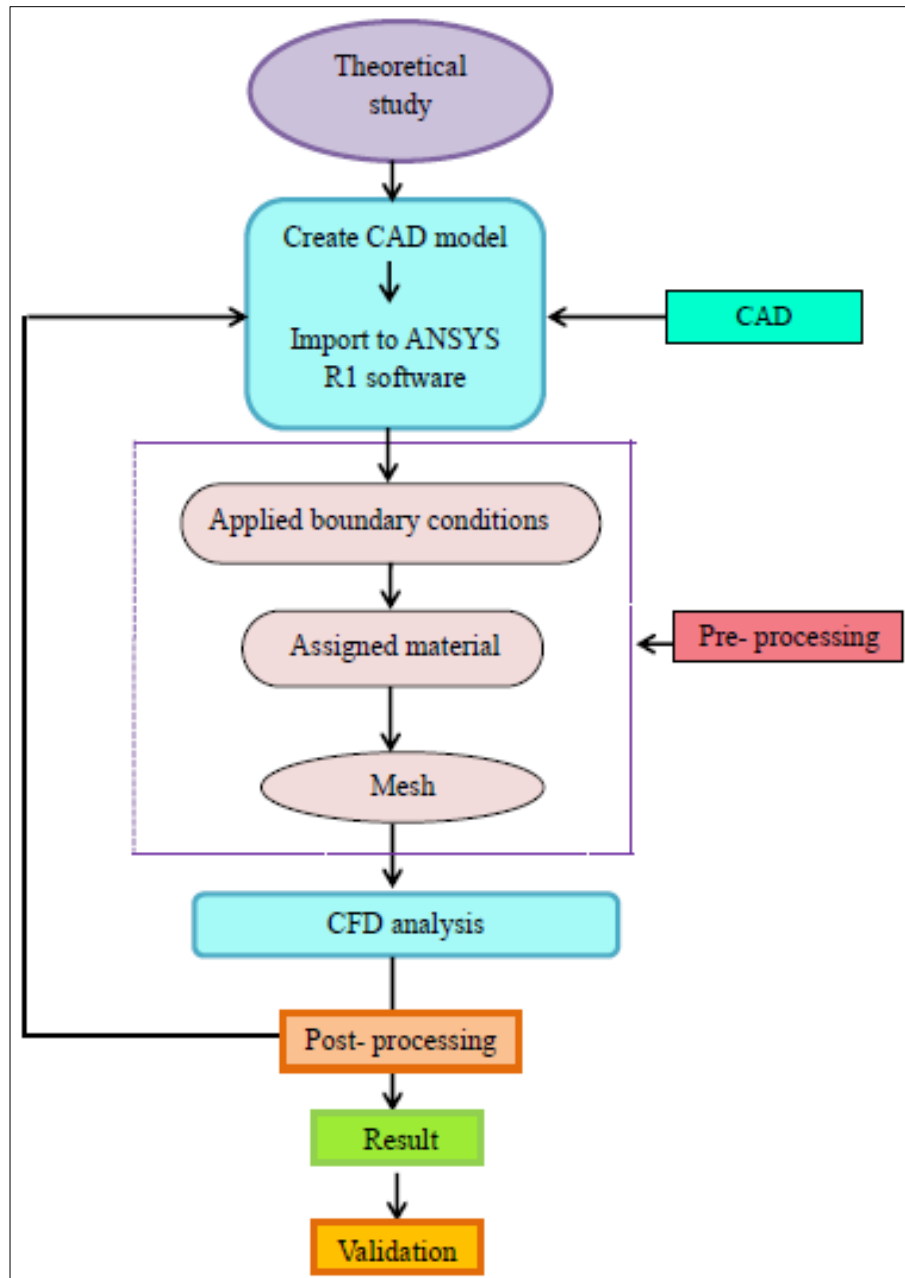 Theoretical
study
Create CAD model
Import to ANSYS
R1 software
CAD
Applied boundary conditions
Assigned material
Pre- processing
Mesh
CFD analysis
Post- processing
Result
Validation